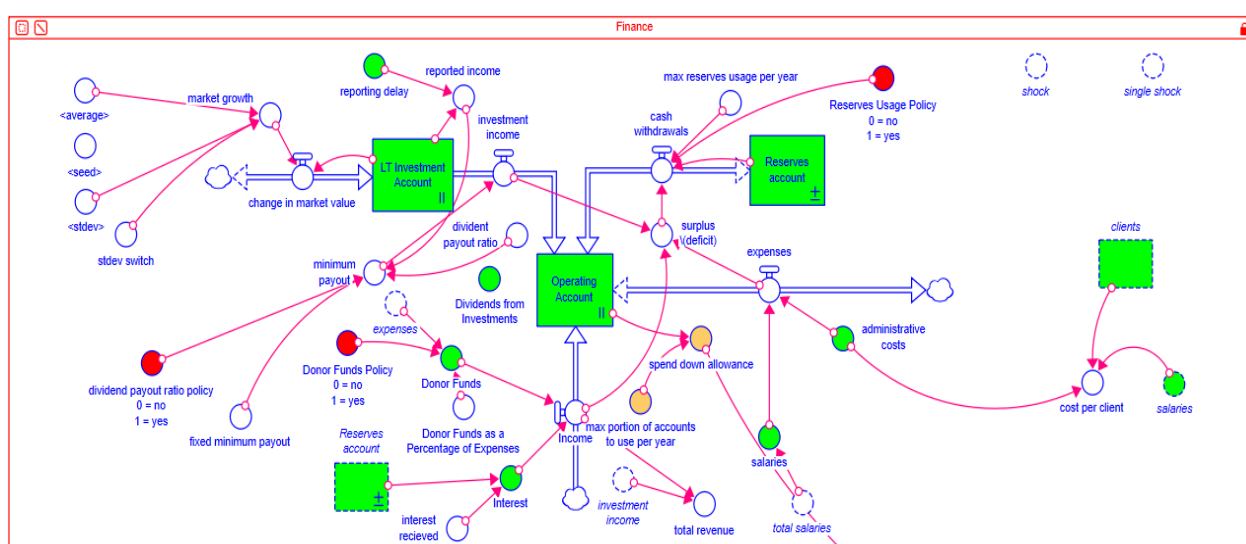 Finance
<average>
<seed>
<stdev>
stdev switch
market growth
change in market value
reporting delay
reported income
LT Investment
Account
investment
income
divident
payout ratio
minimum
payout
Dividends from
Investments
dividend payout ratio policy
0 = no
1 = yes
fixed minimum payout
expenses
Donor Funds Policy
0 = no
1 = yes
Donor Funds
Donor Funds as a
Percentage of Expenses
Reserves
account
±
interest
recieved
Interest
Income
Operating
Account
max reserves usage per year
cash
withdrawals
Reserves Usage Policy
0 = no
1 = yes
Reserves
account
±
surplus
\(deficit)
expenses
spend down allowance
max portion of accounts
to use per year
investment
income
total revenue
salaries
total salaries
administrative
costs
shock
single shock
clients
cost per client
salaries